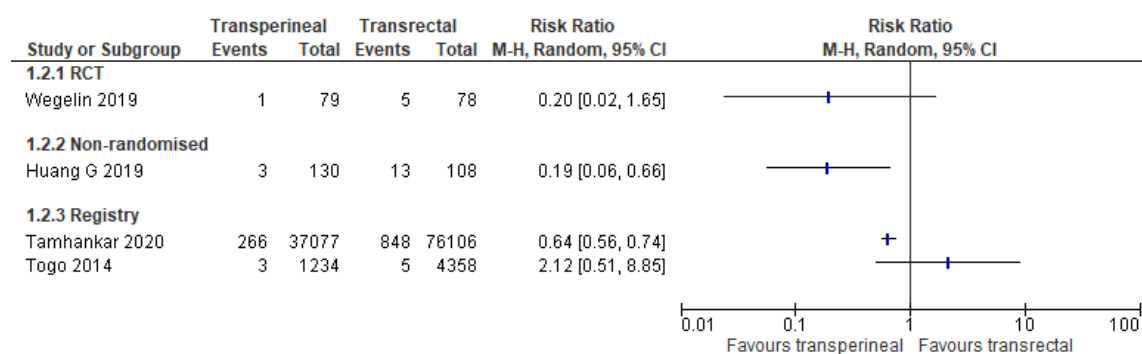 Transperineal Transrectal Risk Ratio Risk Ratio
Study or Subgroup Events Total Events Total M-H, Random, 95% CI M-H, Random, 95% CI
1.2.1 RCT
Wegelin 2019 1 79 5 78 0.20 [0.02, 1.65]
1.2.2 Non-randomised
Huang G 2019 3 130 13 108 0.19 [0.06, 0.66]
1.2.3 Registry
Tamhankar 2020 266 37077 848 76106 0.64 [0.56, 0.74]
Togo 2014 3 1234 5 4358 2.12 [0.51, 8.85]
0.01 0.1 1 10 100
Favours transperineal Favours transrectal